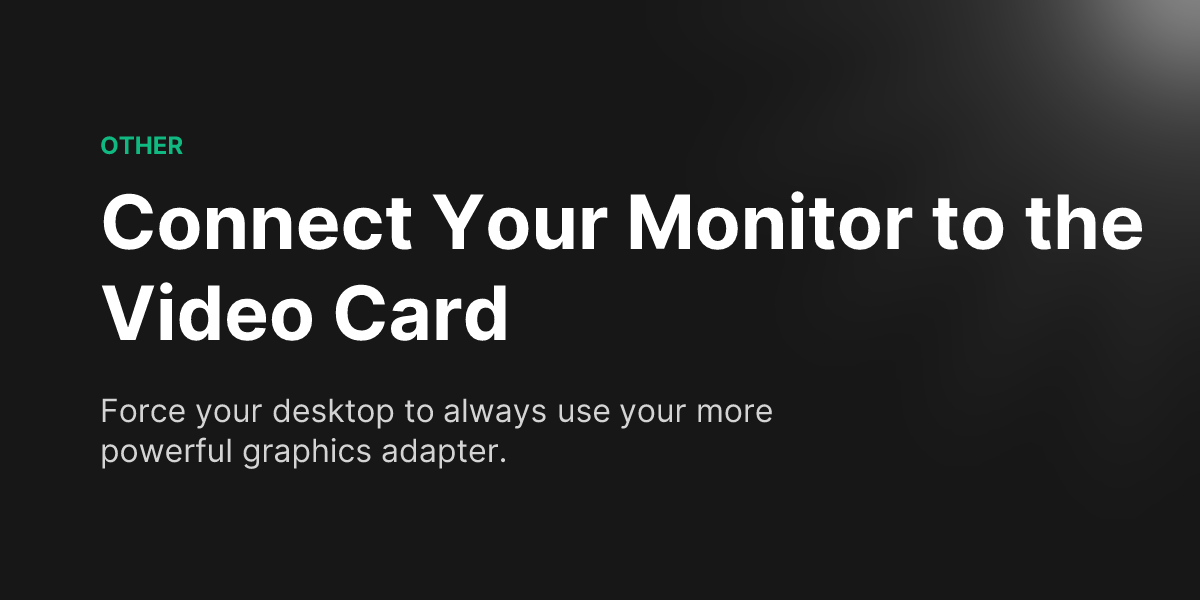 OTHER
Connect Your Monitor to the
Video Card
Force your desktop to always use your more
powerful graphics adapter.